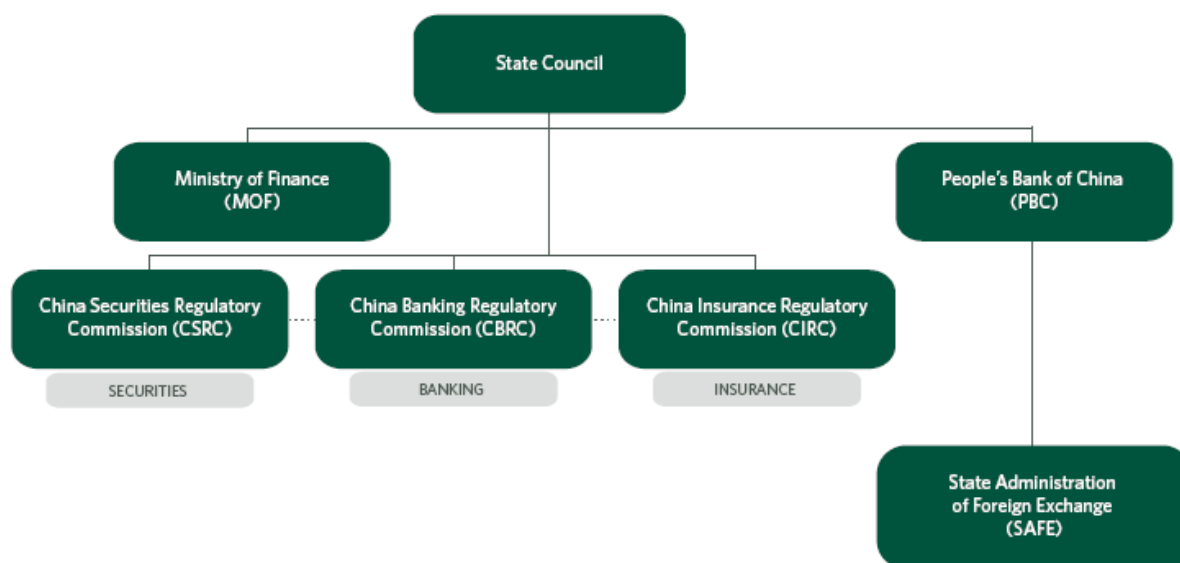 State Council
Ministry of Finance
(MOF)
People's Bank of China
(PBC)
China Securities Regulatory
Commission (CSRC)
China Banking Regulatory
Commission (CBRC)
China Insurance Regulatory
Commission (CIRC)
SECURITIES
BANKING
INSURANCE
State Administration
of Foreign Exchange
(SAFE)